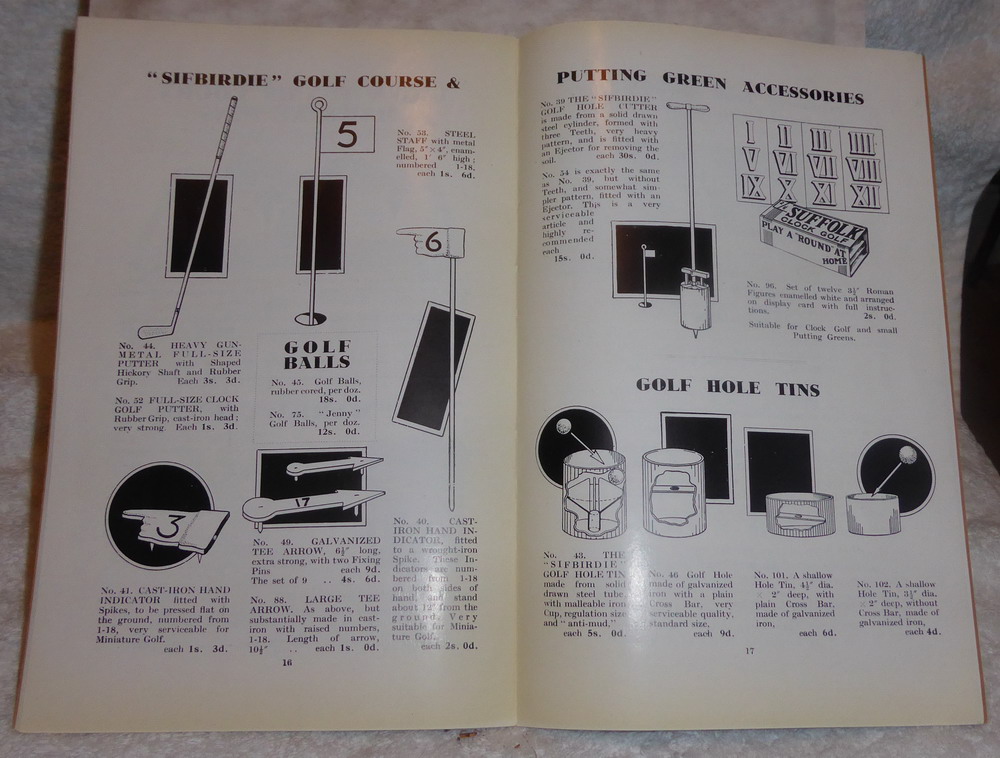 "SIFBIRDIE" GOLF COURSE &
5
No. 53. STEEL
STAFF with metal
Flag, 5" × 4", enam-
elled, 1' 6" high;
numbered 1-18.
each 1s. 6d.
6
No. 44. HEAVY GUN-
METAL FULL-SIZE
PUTTER with Shaped
Hickory Shaft and Rubber
Grip. Each 3s. 3d.
No. 52 FULL-SIZE CLOCK
GOLF PUTTER, with
Rubber Grip, cast-iron head;
very strong. Each 1s. 3d.
GOLF
BALLS
No. 45. Golf Balls,
rubber cored, per doz.
18s. 0d.
No. 75. "Jenny"
Golf Balls, per doz.
12s. 0d.
3
17
No. 41. CAST-IRON HAND
INDICATOR fitted with
Spikes, to be pressed flat on
the ground, numbered from
1-18, very serviceable for
Miniature Golf.
each 1s. 3d.
No. 49. GALVANIZED
TEE ARROW, 6½" long,
extra strong, with two Fixing
Pins each 9d.
The set of 9 .. 4s. 6d.
No. 88. LARGE TEE
ARROW. As above, but
substantially made in cast-
iron with raised numbers,
1-18. Length of arrow,
10½" .. each 1s. 0d.
No. 40. CAST-
IRON HAND IN-
DICATOR, fitted
to a wrought-iron
Spike. These In-
dicators are num-
bered from 1-18
on both sides of
hand, and stand
about 12" from the
ground. Very
suitable for Minia-
ture Golf.
each 2s. 0d.
16
PUTTING GREEN ACCESSORIES
No. 39 THE "SIFBIRDIE"
GOLF HOLE CUTTER
is made from a solid drawn
steel cylinder, formed with
three Teeth, very heavy
pattern, and is fitted with
an Ejector for removing the
soil. each 30s. 0d.
No. 54 is exactly the same
as No. 39, but without
Teeth, and somewhat sim-
pler pattern, fitted with an
Ejector. This is a very
serviceable
article and
highly re-
commended
each
15s. 0d.
I II III IIII
V VI VII VIII
IX X XI XII
"SUFFOLK"
CLOCK GOLF
PLAY A "ROUND" AT
HOME
No. 96. Set of twelve 3½" Roman
Figures enamelled white and arranged
on display card with full instruc-
tions. 2s. 0d.
Suitable for Clock Golf and small
Putting Greens.
GOLF HOLE TINS
No. 43. THE
"SIFBIRDIE"
GOLF HOLE TIN
made from solid
drawn steel tube,
with malleable iron
Cup, regulation size
and "anti-mud,"
each 5s. 0d.
No. 46 Golf Hole
Tin made of galvanized
iron with a plain
Cross Bar, very
serviceable quality,
standard size,
each 9d.
No. 101. A shallow
Hole Tin, 4½" dia.
× 2" deep, with
plain Cross Bar,
made of galvanized
iron,
each 6d.
No. 102. A shallow
Hole Tin, 3½" dia.
× 2" deep, without
Cross Bar, made of
galvanized iron,
each 4d.
17